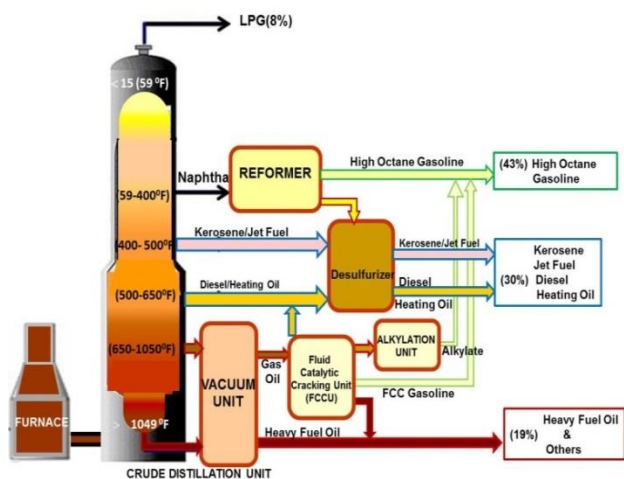 LPG(8%)
< 15 (59 ⁰F)
Naphtha
REFORMER
High Octane Gasoline
(43%) High Octane
Gasoline
(59-400⁰F)
(400- 500⁰F)
Kerosene/Jet Fuel
Desulfurizer
Kerosene/Jet Fuel
Diesel
Heating Oil
Kerosene
Jet Fuel
(30%) Diesel
Heating Oil
Diesel/Heating Oil
(500-650⁰F)
(650-1050⁰F)
VACUUM
UNIT
Gas
Oil
Fluid
Catalytic
Cracking Unit
(FCCU)
ALKYLATION
UNIT
Alkylate
FCC Gasoline
FURNACE
> 1049 ⁰F
Heavy Fuel Oil
(19%) Heavy Fuel Oil
&
Others
CRUDE DISTILLATION UNIT